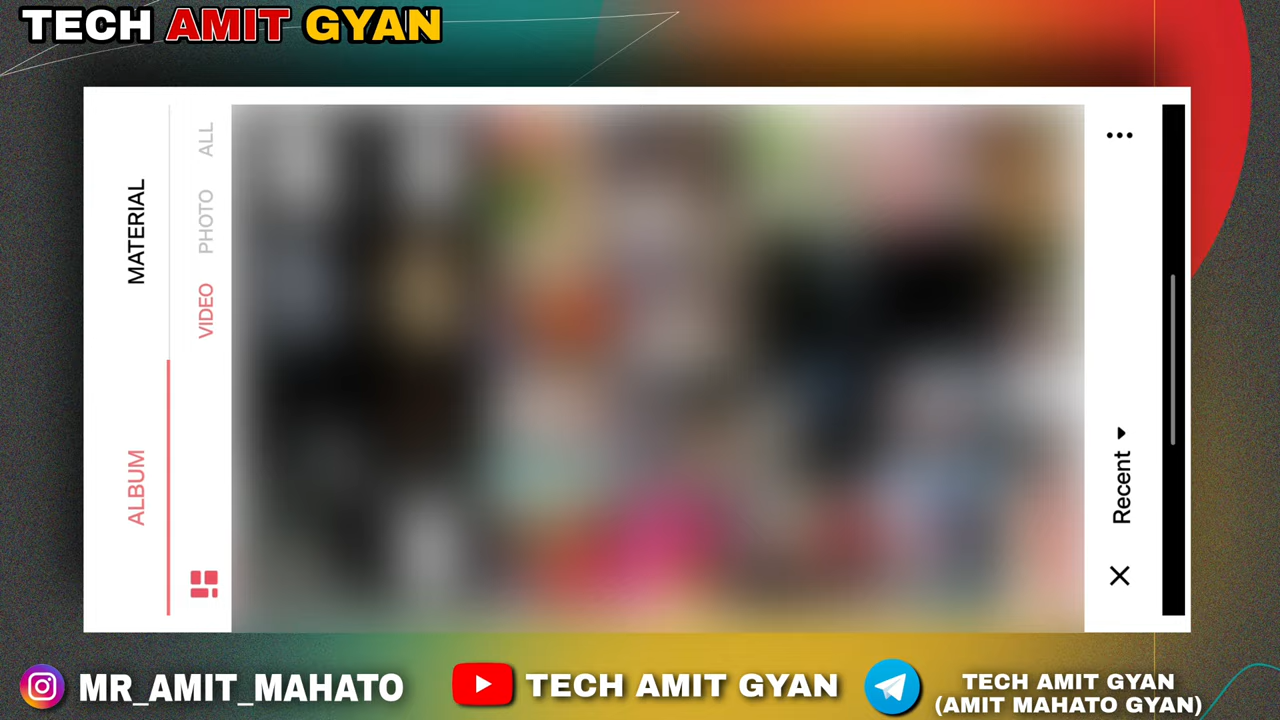 TECH AMIT GYAN
MATERIAL
ALBUM
ALL
PHOTO
VIDEO
Recent
MR_AMIT_MAHATO
TECH AMIT GYAN
TECH AMIT GYAN
(AMIT MAHATO GYAN)